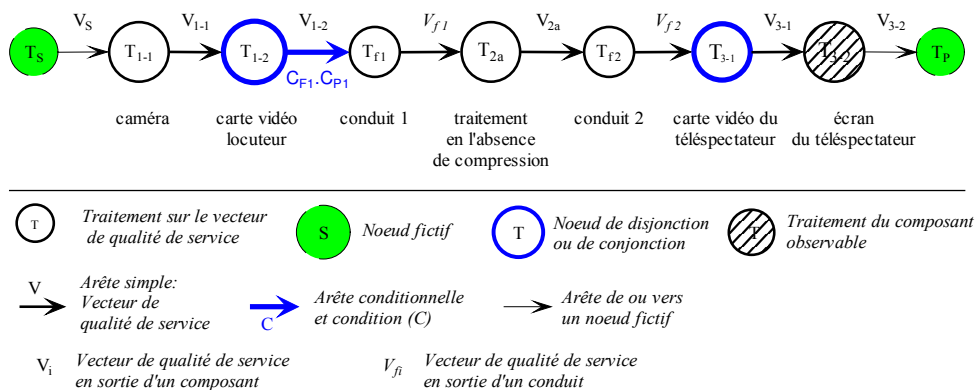 V_S V_1-1 V_1-2 V_f1 V_2a V_f2 V_3-1 V_3-2
T_S T_1-1 T_1-2 T_f1 T_2a T_f2 T_3-1 T_3-2 T_P
C_F1.C_P1
caméra
carte vidéo
locuteur
conduit 1
traitement
en l'absence
de compression
conduit 2
carte vidéo du
téléspectateur
écran
du téléspectateur
T
Traitement sur le vecteur
de qualité de service
S
Noeud fictif
T
Noeud de disjonction
ou de conjonction
T
Traitement du composant
observable
V
Arête simple:
Vecteur de
qualité de service
C
Arête conditionnelle
et condition (C)
Arête de ou vers
un noeud fictif
V_i
Vecteur de qualité de service
en sortie d'un composant
V_fi
Vecteur de qualité de service
en sortie d'un conduit